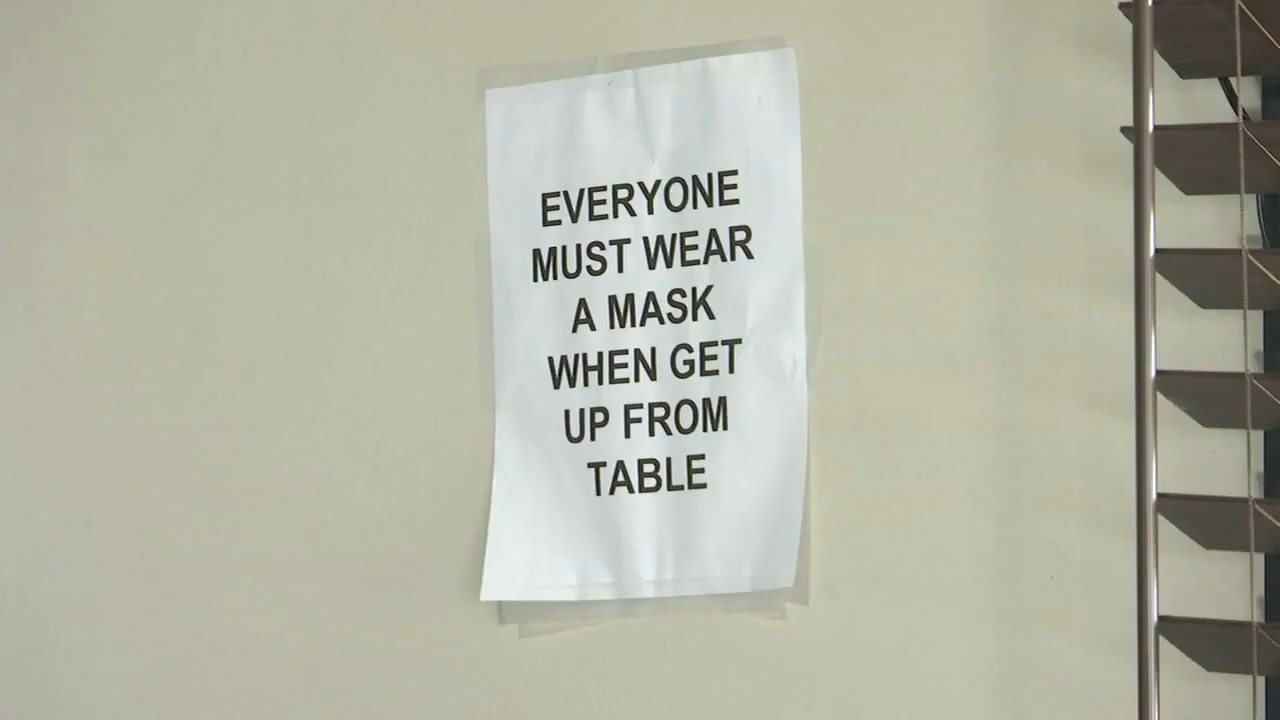 EVERYONE
MUST WEAR
A MASK
WHEN GET
UP FROM
TABLE